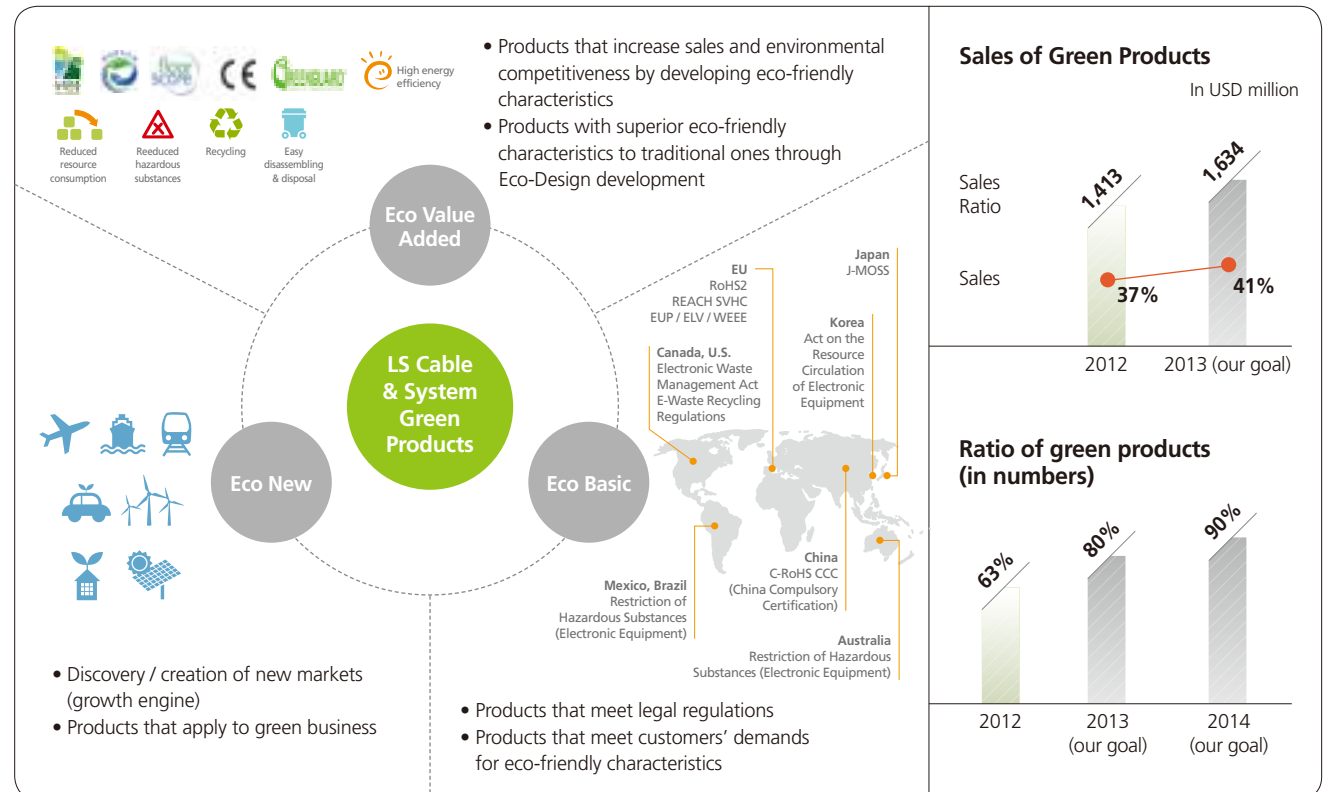 High energy
efficiency
CE
Reduced
resource
consumption
Reeduced
hazardous
substances
Recycling
Easy
disassembling
& disposal
• Products that increase sales and environmental
competitiveness by developing eco-friendly
characteristics
• Products with superior eco-friendly
characteristics to traditional ones through
Eco-Design development
Eco Value
Added
LS Cable
& System
Green
Products
Eco New
Eco Basic
EU
RoHS2
REACH SVHC
EUP / ELV / WEEE
Japan
J-MOSS
Canada, U.S.
Electronic Waste
Management Act
E-Waste Recycling
Regulations
Korea
Act on the
Resource
Circulation
of Electronic
Equipment
Mexico, Brazil
Restriction of
Hazardous Substances
(Electronic Equipment)
China
C-RoHS CCC
(China Compulsory
Certification)
Australia
Restriction of Hazardous
Substances (Electronic Equipment)
• Discovery / creation of new markets
(growth engine)
• Products that apply to green business
• Products that meet legal regulations
• Products that meet customers’ demands
for eco-friendly characteristics
Sales of Green Products
In USD million
Sales
Ratio
Sales
1,413
1,634
37%
41%
2012
2013 (our goal)
Ratio of green products
(in numbers)
63%
80%
90%
2012
2013
(our goal)
2014
(our goal)